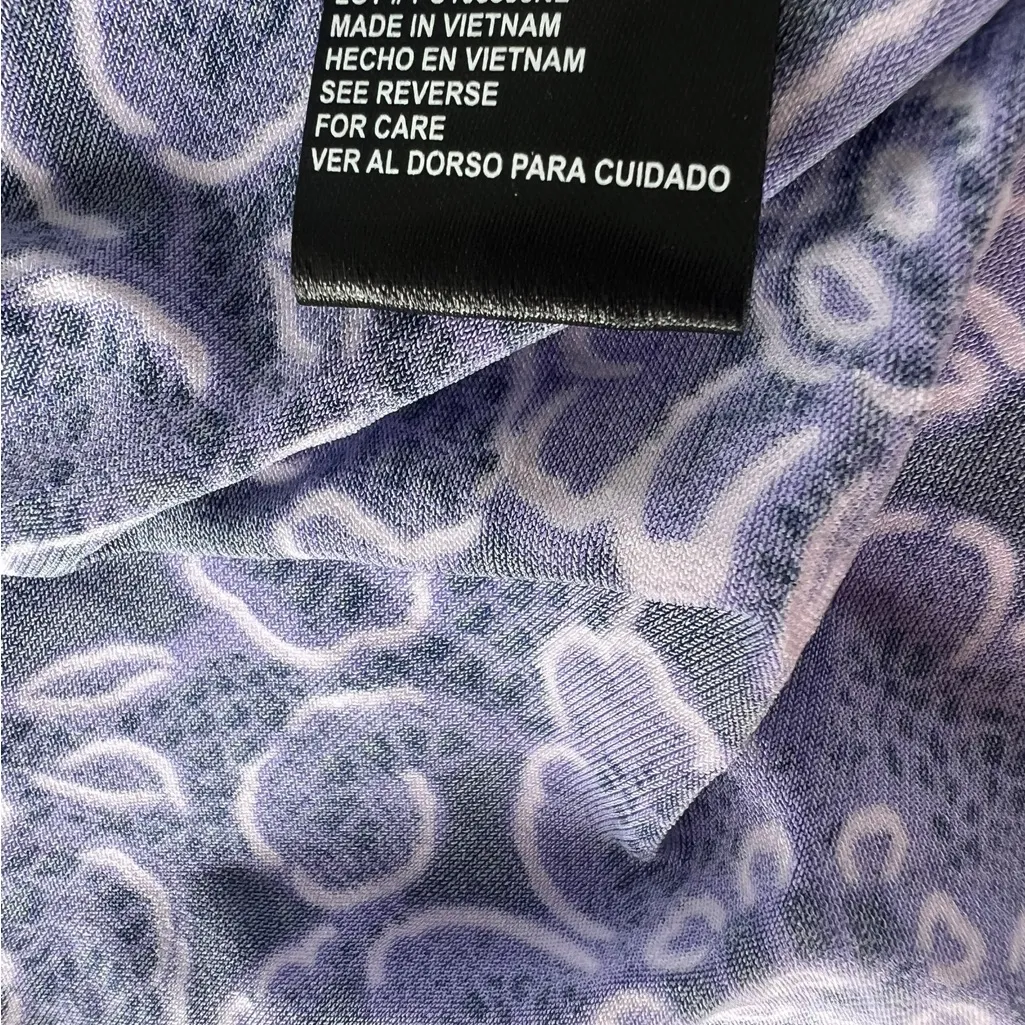 MADE IN VIETNAM
HECHO EN VIETNAM
SEE REVERSE
FOR CARE
VER AL DORSO PARA CUIDADO